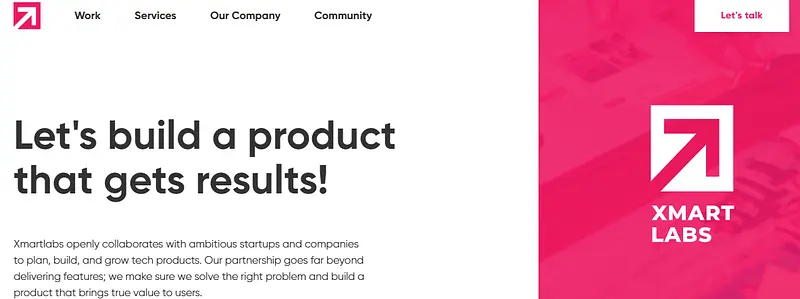 Work Services Our Company Community Let's talk
Let's build a product
that gets results!
XMART
LABS
Xmartlabs openly collaborates with ambitious startups and companies
to plan, build, and grow tech products. Our partnership goes far beyond
delivering features; we make sure we solve the right problem and build a
product that brings true value to users.